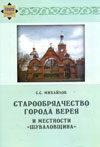 С.С. МИХАЙЛОВ
СТАРООБРЯДЧЕСТВО
ГОРОДА ВЕРЕЯ
И МЕСТНОСТИ
«ШУВАЛОВЩИНА»